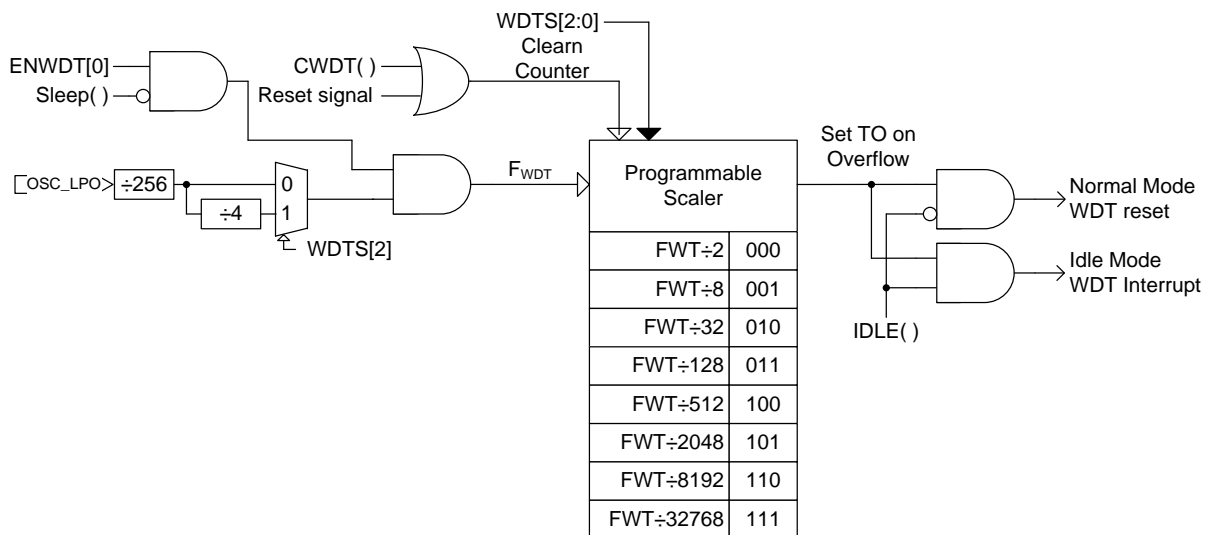 WDTS[2:0]
Clearn
Counter
ENWDT[0]
Sleep( )
CWDT( )
Reset signal
OSC_LPO
÷256
÷4
0
1
WDTS[2]
FWDT
Programmable
Scaler
Set TO on
Overflow
Normal Mode
WDT reset
Idle Mode
WDT Interrupt
IDLE( )
FWT÷2 000
FWT÷8 001
FWT÷32 010
FWT÷128 011
FWT÷512 100
FWT÷2048 101
FWT÷8192 110
FWT÷32768 111